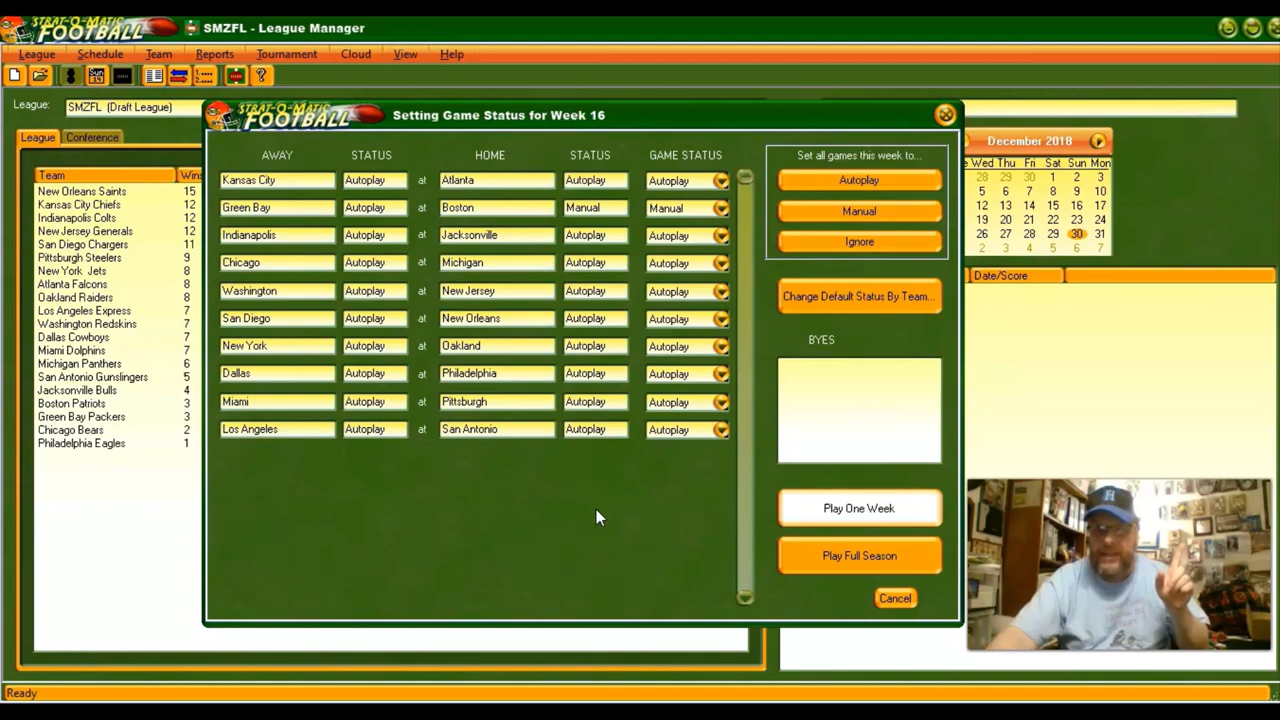 STRAT-O-MATIC
FOOTBALL
SMZFL - League Manager
League Schedule Team Reports Tournament Cloud View Help
League: SMZFL (Draft League)
League Conference
Team Wins
New Orleans Saints 15
Kansas City Chiefs 12
Indianapolis Colts 12
New Jersey Generals 12
San Diego Chargers 11
Pittsburgh Steelers 9
New York Jets 8
Atlanta Falcons 8
Oakland Raiders 8
Los Angeles Express 7
Washington Redskins 7
Dallas Cowboys 7
Miami Dolphins 7
Michigan Panthers 6
San Antonio Gunslingers 5
Jacksonville Bulls 4
Boston Patriots 3
Green Bay Packers 3
Chicago Bears 2
Philadelphia Eagles 1
STRAT-O-MATIC
FOOTBALL
Setting Game Status for Week 16
AWAY STATUS HOME STATUS GAME STATUS
Kansas City Autoplay at Atlanta Autoplay Autoplay
Green Bay Autoplay at Boston Manual Manual
Indianapolis Autoplay at Jacksonville Autoplay Autoplay
Chicago Autoplay at Michigan Autoplay Autoplay
Washington Autoplay at New Jersey Autoplay Autoplay
San Diego Autoplay at New Orleans Autoplay Autoplay
New York Autoplay at Oakland Autoplay Autoplay
Dallas Autoplay at Philadelphia Autoplay Autoplay
Miami Autoplay at Pittsburgh Autoplay Autoplay
Los Angeles Autoplay at San Antonio Autoplay Autoplay
Set all games this week to...
Autoplay
Manual
Ignore
Change Default Status By Team...
BYES
Play One Week
Play Full Season
Cancel
December 2018
Wed Thu Fri Sat Sun Mon
28 29 30 1 2 3
5 6 7 8 9 10
12 13 14 15 16 17
19 20 21 22 23 24
26 27 28 29 30 31
2 3 4 5 6 7
Date/Score
H
Ready